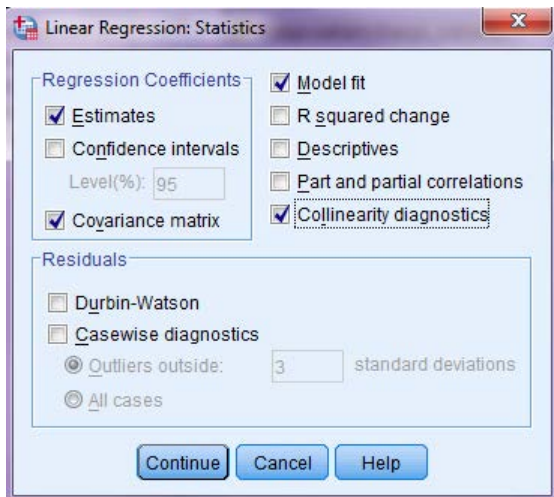 Linear Regression: Statistics
Regression Coefficients
Estimates
Confidence intervals
Level(%): 95
Covariance matrix
Model fit
R squared change
Descriptives
Part and partial correlations
Collinearity diagnostics
Residuals
Durbin-Watson
Casewise diagnostics
Outliers outside: 3 standard deviations
All cases
Continue Cancel Help